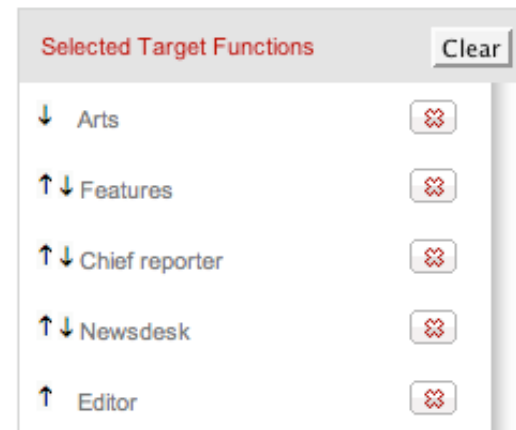 Selected Target Functions Clear
Arts
Features
Chief reporter
Newsdesk
Editor